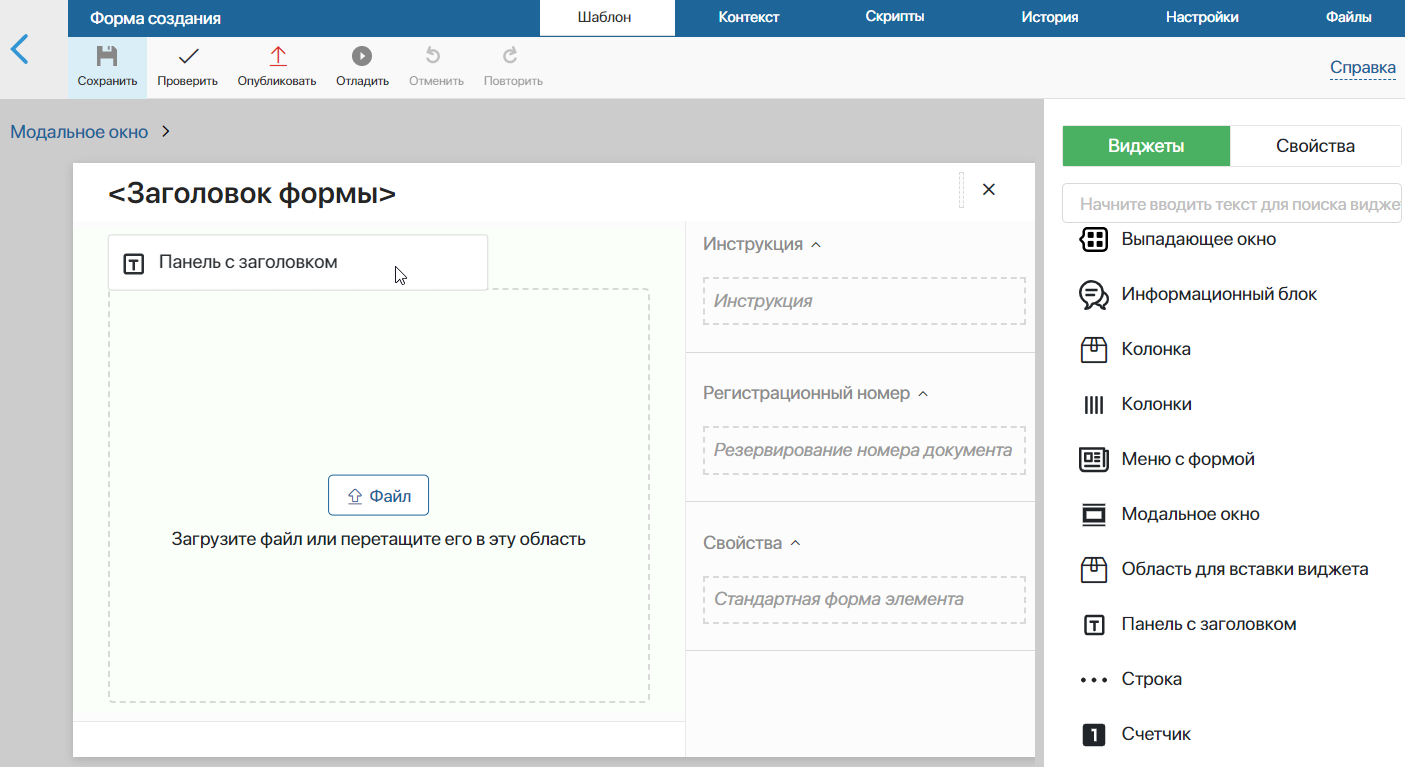 Форма создания
Шаблон
Контекст
Скрипты
История
Настройки
Файлы
Сохранить
Проверить
Опубликовать
Отладить
Отменить
Повторить
Справка
Модальное окно
<Заголовок формы>
Панель с заголовком
Файл
Загрузите файл или перетащите его в эту область
Инструкция
Инструкция
Регистрационный номер
Резервирование номера документа
Свойства
Стандартная форма элемента
Виджеты
Свойства
Начните вводить текст для поиска видже
Выпадающее окно
Информационный блок
Колонка
Колонки
Меню с формой
Модальное окно
Область для вставки виджета
Панель с заголовком
Строка
1 Счетчик